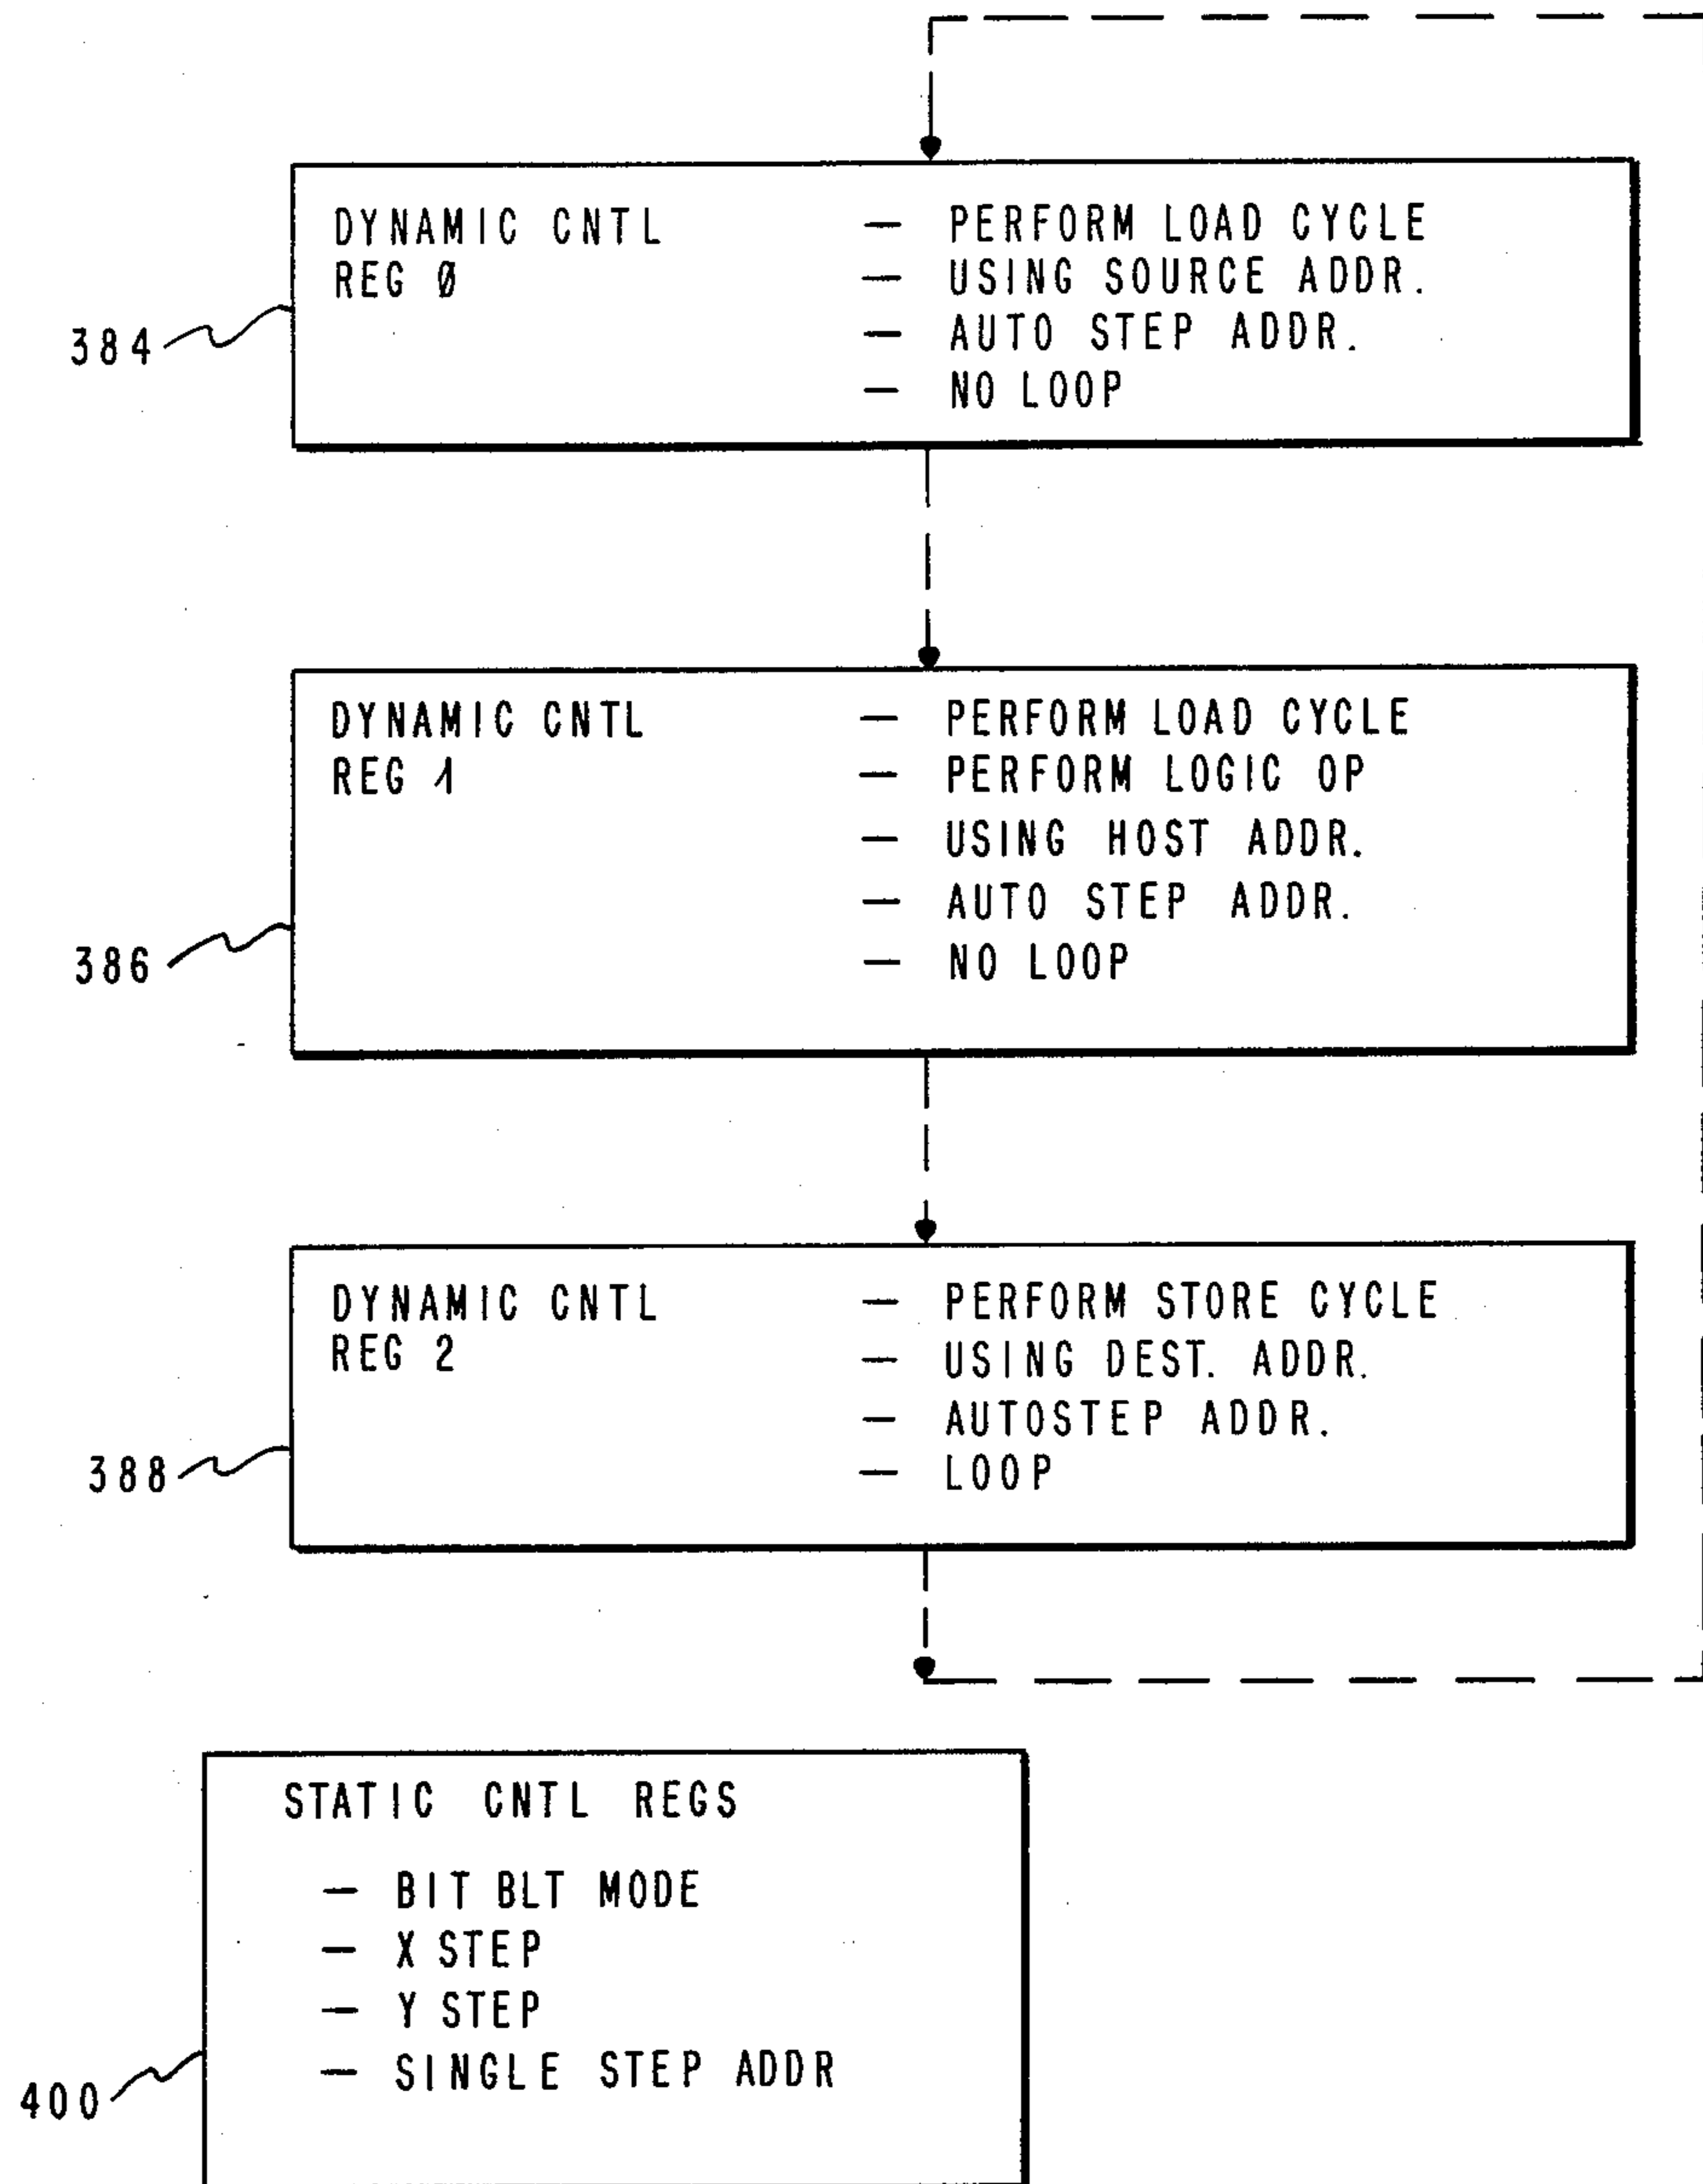 DYNAMIC CNTL — PERFORM LOAD CYCLE
REG Ø — USING SOURCE ADDR.
— AUTO STEP ADDR.
384
— NO LOOP
DYNAMIC CNTL — PERFORM LOAD CYCLE
REG 1 — PERFORM LOGIC OP
— USING HOST ADDR.
— AUTO STEP ADDR.
386
— NO LOOP
DYNAMIC CNTL — PERFORM STORE CYCLE
REG 2 — USING DEST. ADDR.
— AUTOSTEP ADDR.
388
— LOOP
STATIC CNTL REGS
— BIT BLT MODE
— X STEP
— Y STEP
— SINGLE STEP ADDR
400